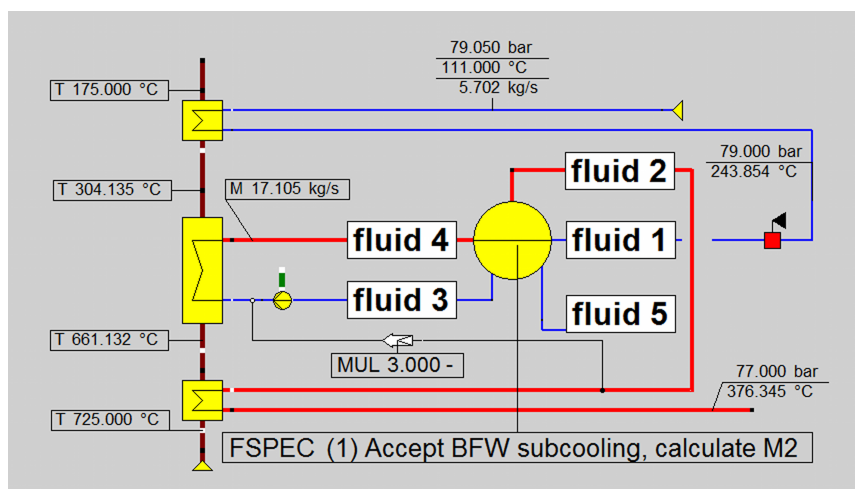 79.050 bar
111.000 °C
5.702 kg/s
T 175.000 °C
79.000 bar
243.854 °C
T 304.135 °C
M 17.105 kg/s
fluid 2
fluid 4
fluid 1
fluid 3
fluid 5
T 661.132 °C
MUL 3.000 -
77.000 bar
376.345 °C
T 725.000 °C
FSPEC (1) Accept BFW subcooling, calculate M2